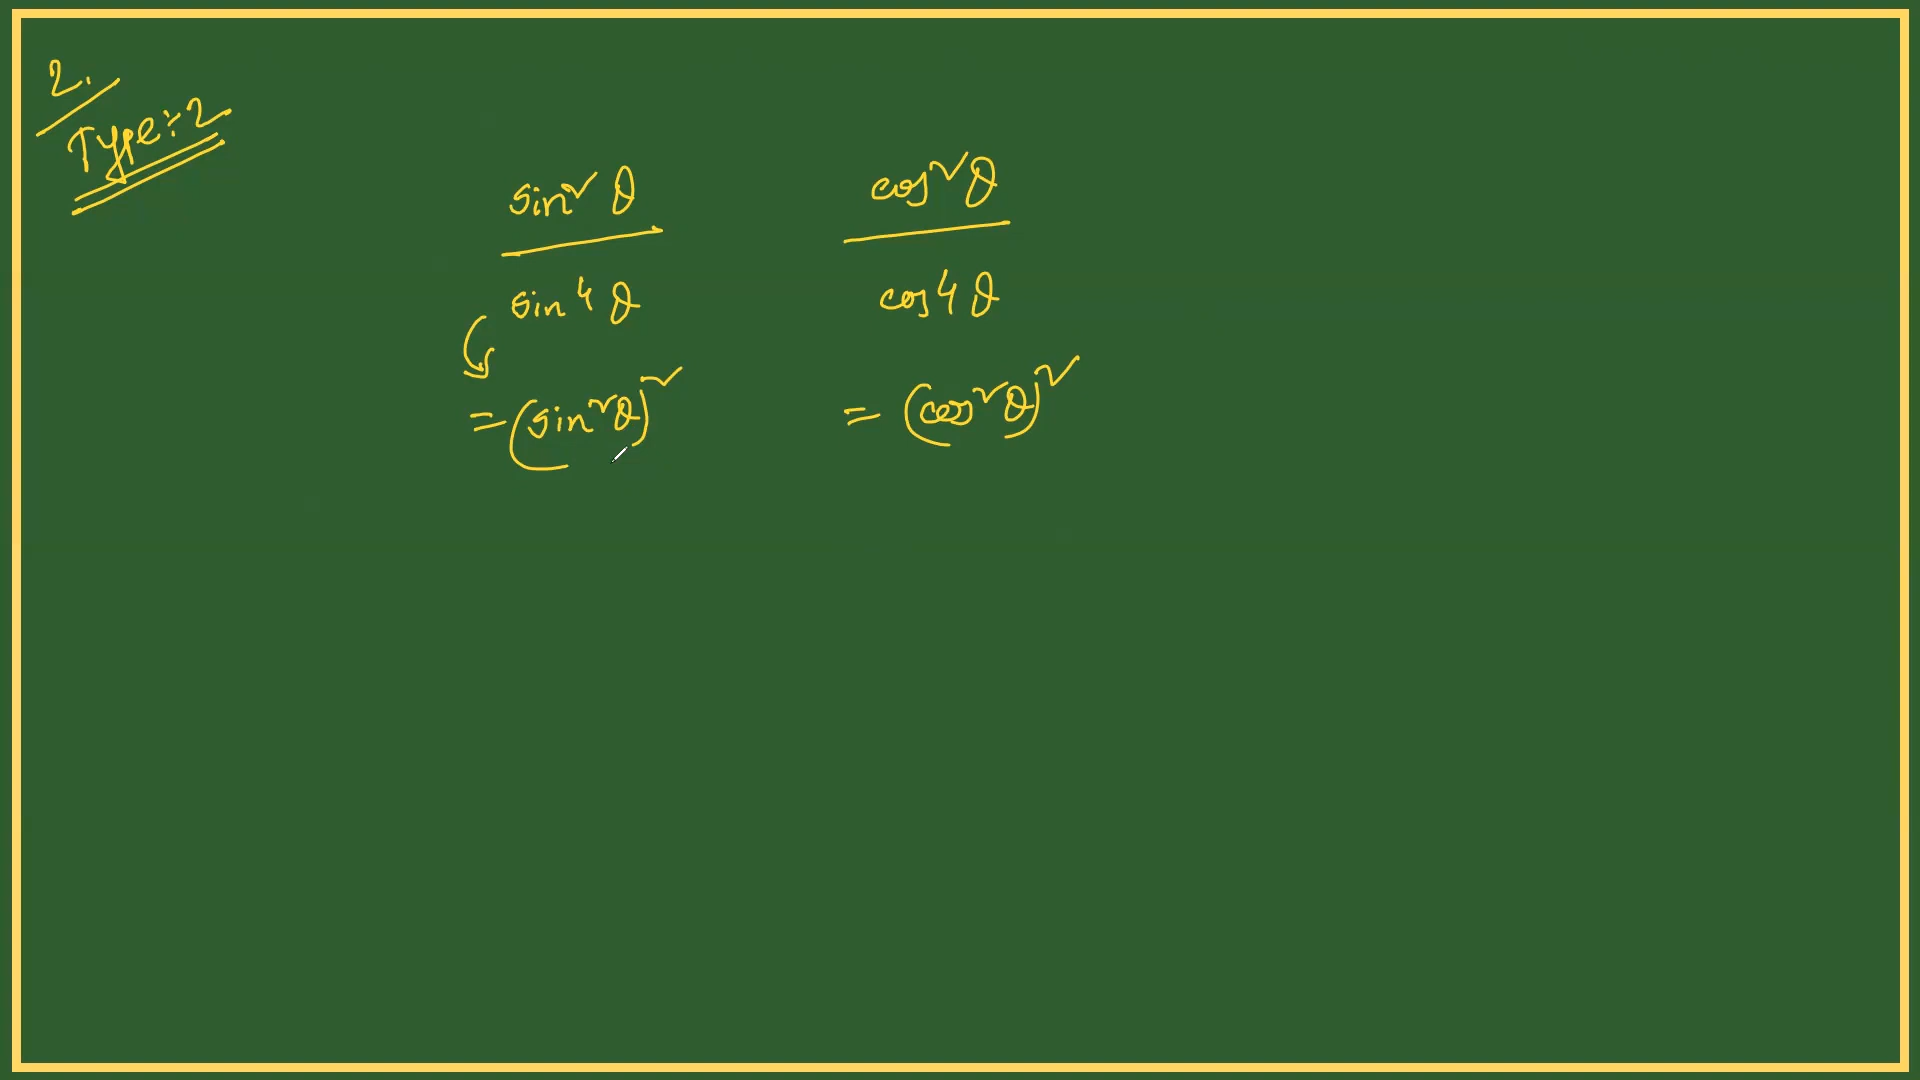 2.
Type: 2
sin² θ    cos² θ
sin⁴ θ    cos⁴ θ
= (sin² θ)²    = (cos² θ)²